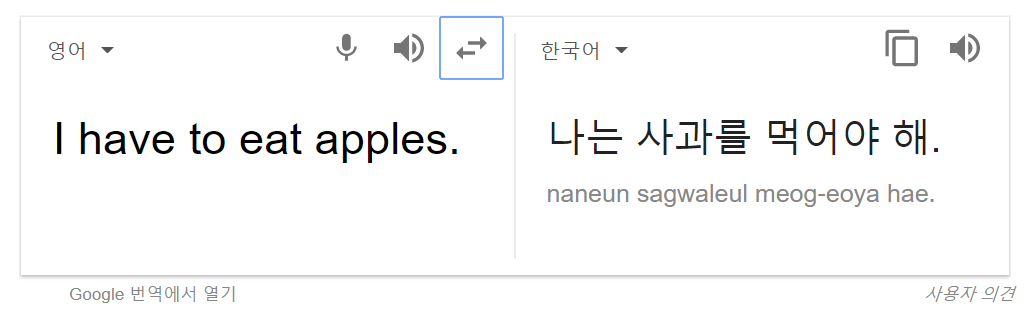 영어
한국어
I have to eat apples.
나는 사과를 먹어야 해.
naneun sagwaleul meog-eoya hae.
Google 번역에서 열기
사용자 의견